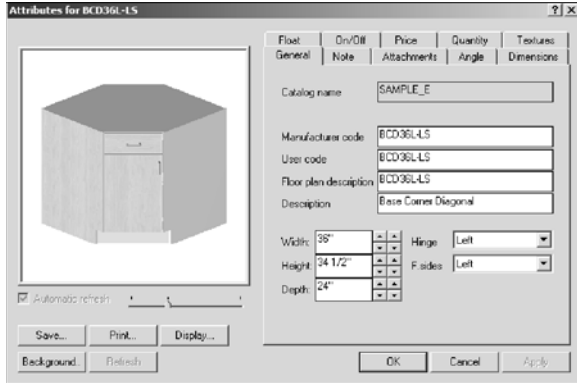 Attributes for BCD36L-LS
Float On/Off Price Quantity Textures
General Note Attachments Angle Dimensions
Catalog name SAMPLE_E
Manufacturer code BCD36L-LS
User code BCD36L-LS
Floor plan description BCD36L-LS
Description Base Corner Diagonal
Width: 36" Hinge Left
Height: 34 1/2" F.sides Left
Depth: 24"
Automatic refresh
Save... Print... Display...
Background.. Refresh OK Cancel Apply